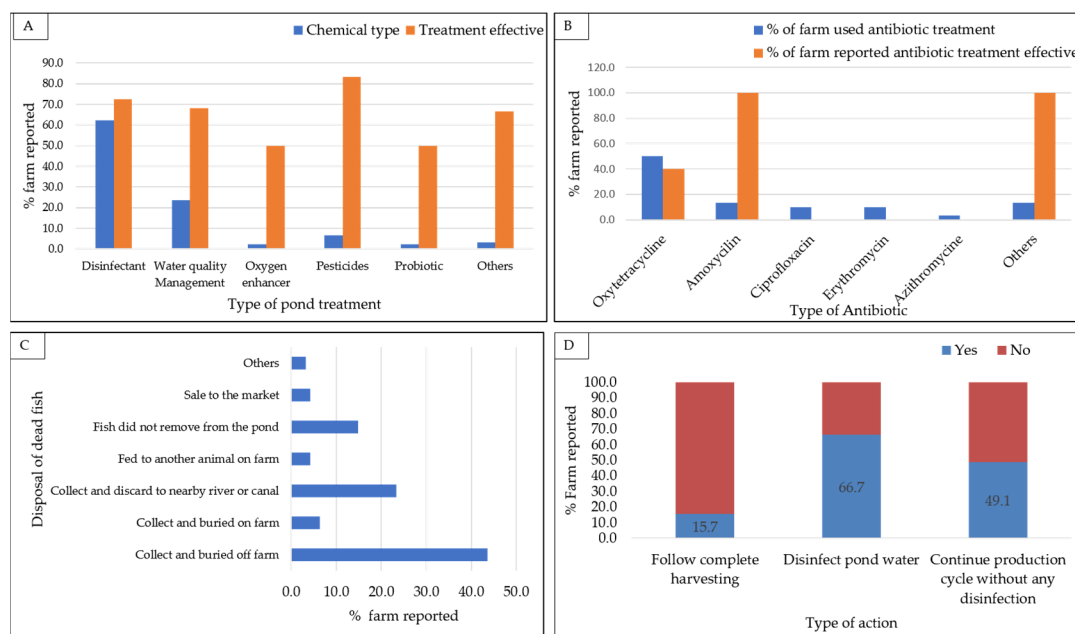 A
Chemical type Treatment effective
90.0
80.0
70.0
60.0
50.0
40.0
30.0
20.0
10.0
0.0
% farm reported
Disinfectant
Water quality
Management
Oxygen
enhancer
Pesticides
Probiotic
Others
Type of pond treatment
B
% of farm used antibiotic treatment
% of farm reported antibiotic treatment effective
120.0
100.0
80.0
60.0
40.0
20.0
0.0
% farm reported
Oxytetracycline
Amoxycilin
Ciprofloxacin
Erythromycin
Azithromycine
Others
Type of Antibiotic
C
Disposal of dead fish
Others
Sale to the market
Fish did not remove from the pond
Fed to another animal on farm
Collect and discard to nearby river or canal
Collect and buried on farm
Collect and buried off farm
0.0 10.0 20.0 30.0 40.0 50.0
% farm reported
D
Yes No
100.0
90.0
80.0
70.0
60.0
50.0
40.0
30.0
20.0
10.0
0.0
% Farm reported
15.7
66.7
49.1
Follow complete
harvesting
Disinfect pond water
Continue production
cycle without any
disinfection
Type of action